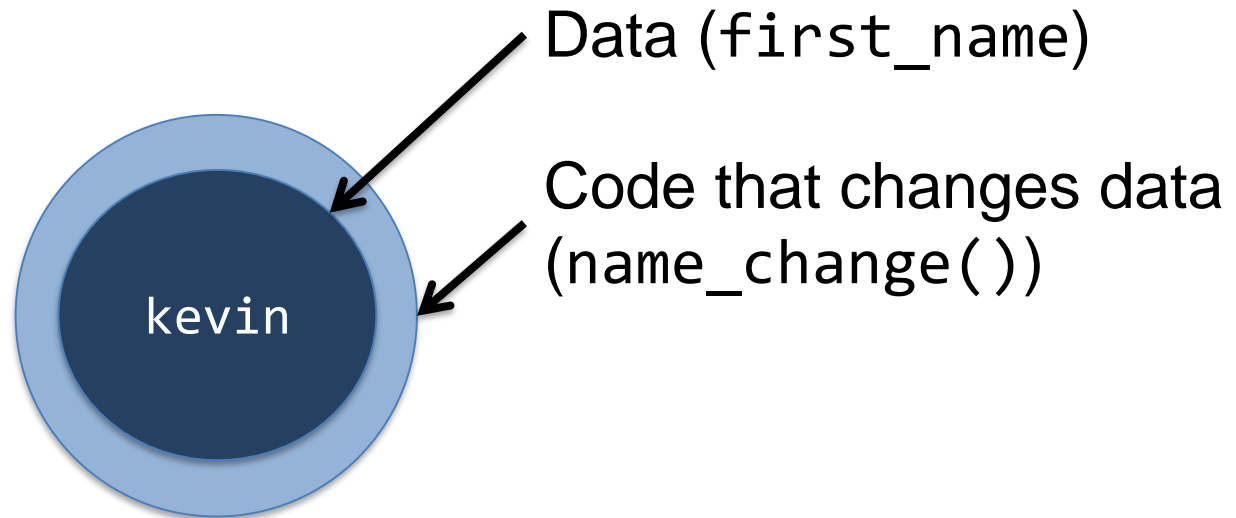 Data (first_name)
Code that changes data
(name_change())
kevin